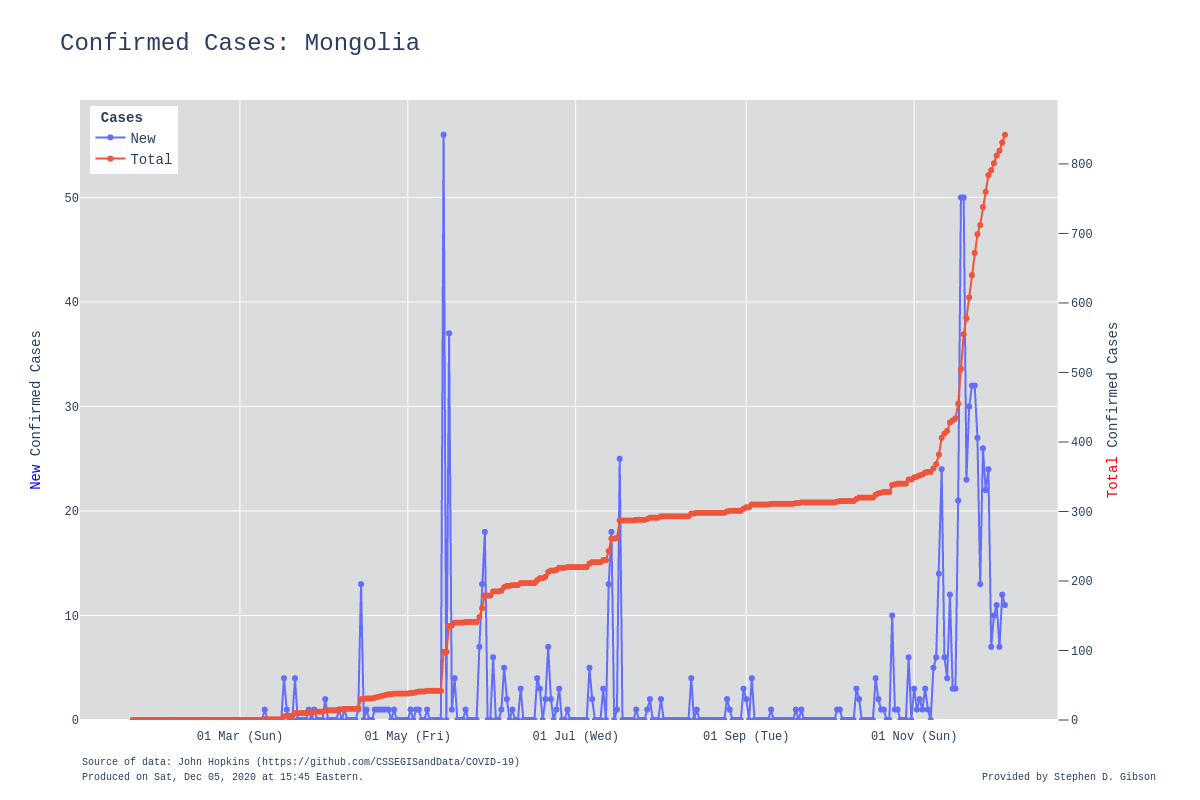 Confirmed Cases: Mongolia
Cases
New
Total
50
40
30
20
10
0
New Confirmed Cases
800
700
600
500
400
300
200
100
0
Total Confirmed Cases
01 Mar (Sun)
01 May (Fri)
01 Jul (Wed)
01 Sep (Tue)
01 Nov (Sun)
Source of data: John Hopkins (https://github.com/CSSEGISandData/COVID-19)
Produced on Sat, Dec 05, 2020 at 15:45 Eastern.
Provided by Stephen D. Gibson